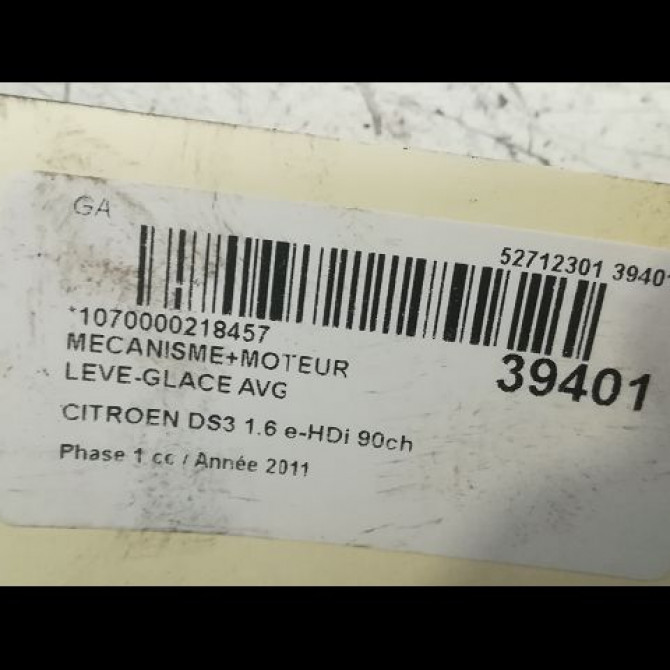 GA
52712301 39401
*1070000218457
39401
MECANISME+MOTEUR
LEVE-GLACE AVG
CITROEN DS3 1.6 e-HDi 90ch
Phase 1 cc / Année 2011